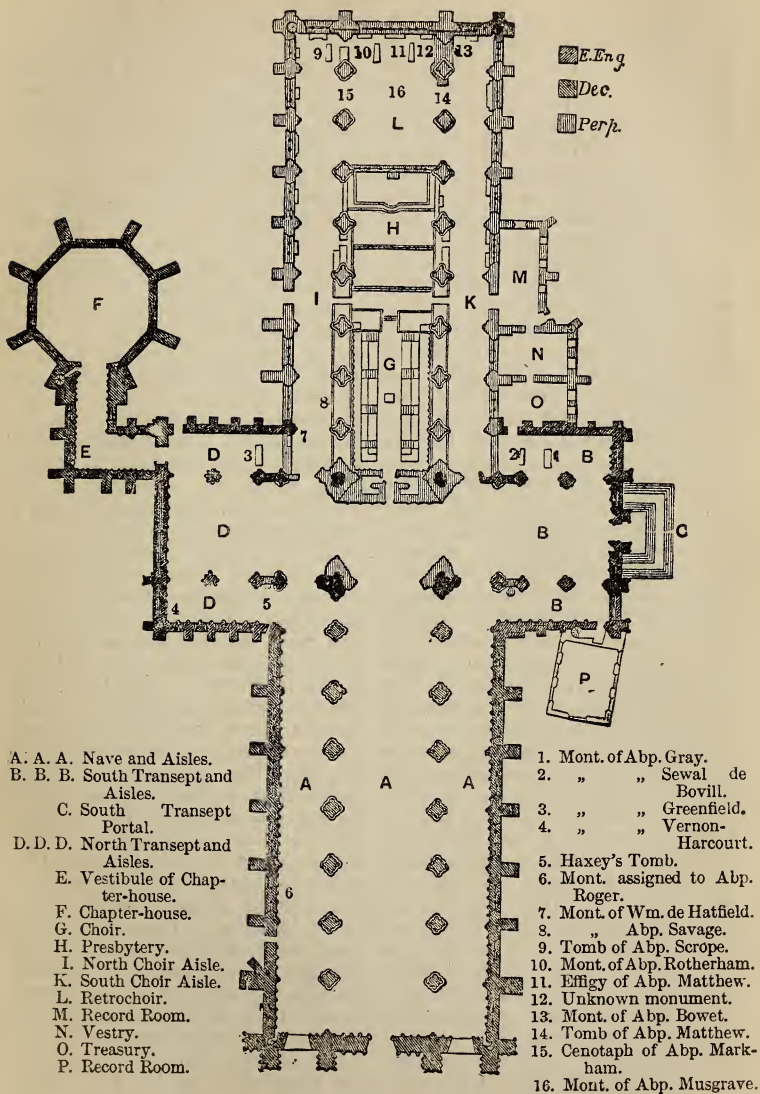 E.Eng
Dec.
Perp.
9 10 11 12 13
15 16 14
L
H
F
I
K
M
N
G
8
O
7
E
D 3
2 1 B
D
B
C
4 D 5
B
P
A A A
6
A. A. A. Nave and Aisles.
B. B. B. South Transept and
Aisles.
C. South Transept
Portal.
D. D. D. North Transept and
Aisles.
E. Vestibule of Chap-
ter-house.
F. Chapter-house.
G. Choir.
H. Presbytery.
I. North Choir Aisle.
K. South Choir Aisle.
L. Retrochoir.
M. Record Room.
N. Vestry.
O. Treasury.
P. Record Room.
1. Mont. of Abp. Gray.
2. „ „ Sewal de
Bovill.
3. „ „ Greenfield.
4. „ „ Vernon-
Harcourt.
5. Haxey's Tomb.
6. Mont. assigned to Abp.
Roger.
7. Mont. of Wm. de Hatfield.
8. „ Abp. Savage.
9. Tomb of Abp. Scrope.
10. Mont. of Abp. Rotherham.
11. Effigy of Abp. Matthew.
12. Unknown monument.
13. Mont. of Abp. Bowet.
14. Tomb of Abp. Matthew.
15. Cenotaph of Abp. Mark-
ham.
16. Mont. of Abp. Musgrave.